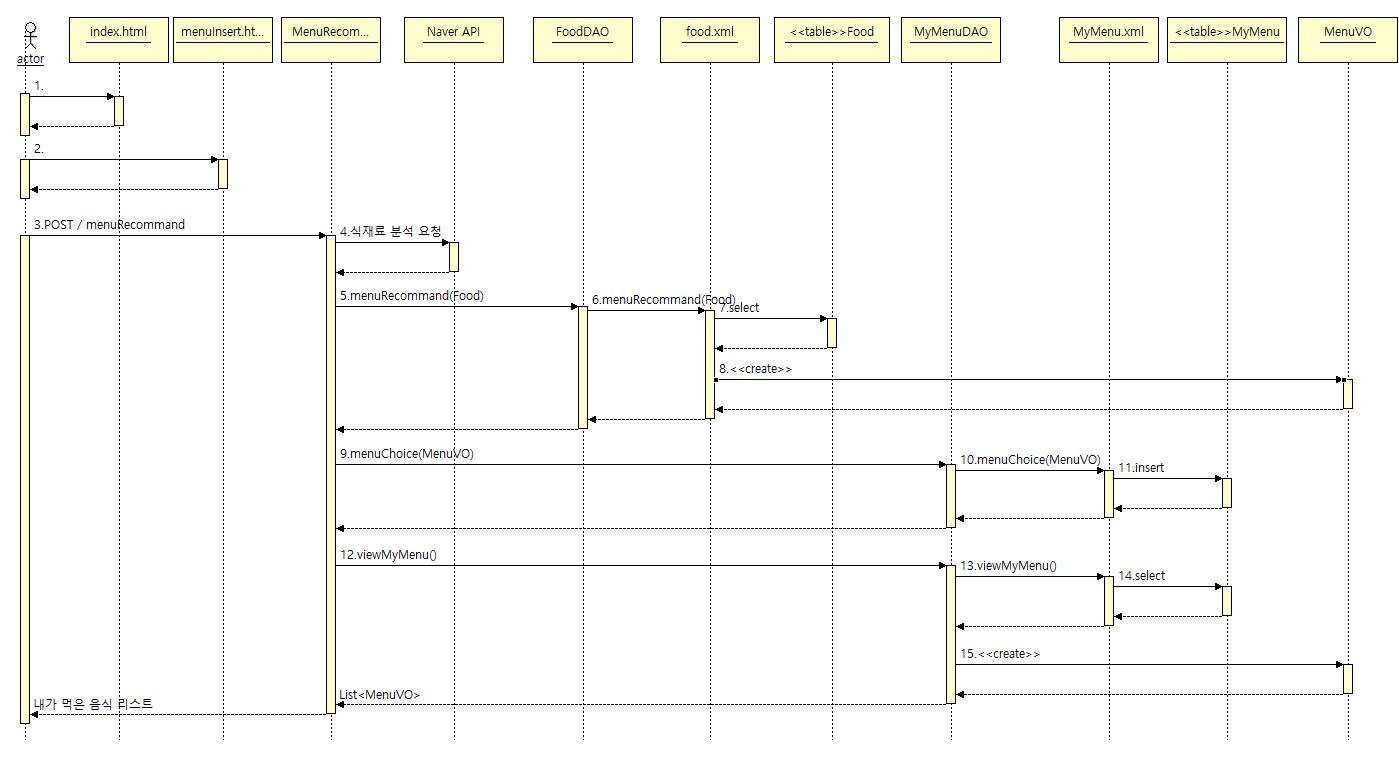 actor
index.html
menuInsert.ht...
MenuRecom...
Naver API
FoodDAO
food.xml
<<table>>Food
MyMenuDAO
MyMenu.xml
<<table>>MyMenu
MenuVO
1.
2.
3.POST / menuRecommand
4.식재료 분석 요청
5.menuRecommand(Food)
6.menuRecommand(Food)
7.select
8.<<create>>
9.menuChoice(MenuVO)
10.menuChoice(MenuVO)
11.insert
12.viewMyMenu()
13.viewMyMenu()
14.select
15.<<create>>
List<MenuVO>
내가 먹은 음식 리스트